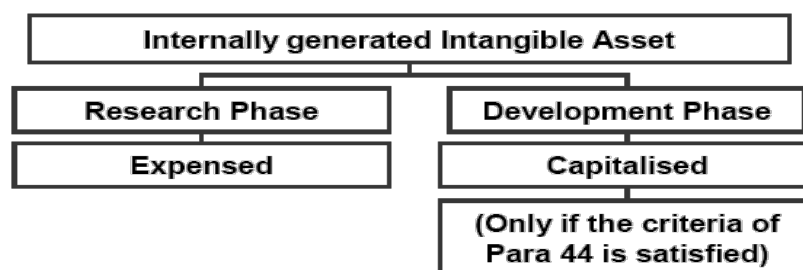 Internally generated Intangible Asset
Research Phase
Development Phase
Expensed
Capitalised
(Only if the criteria of
Para 44 is satisfied)